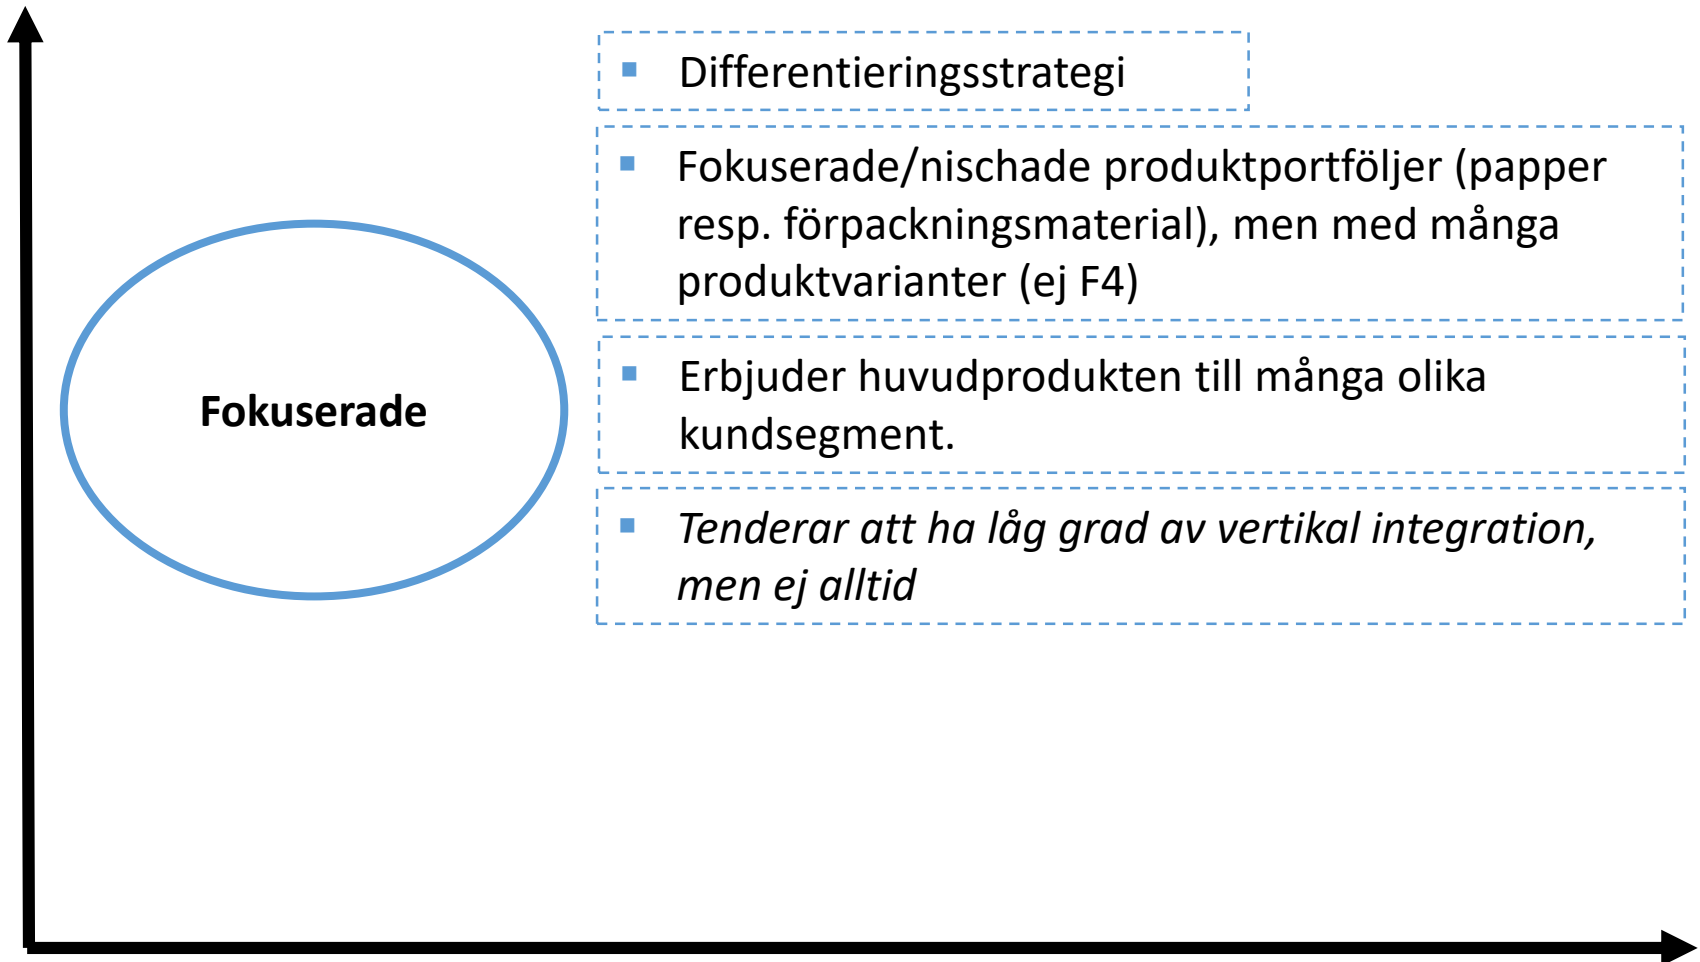 Differentieringsstrategi
Fokuserade/nischade produktportföljer (papper
resp. förpackningsmaterial), men med många
produktvarianter (ej F4)
Fokuserade
Erbjuder huvudprodukten till många olika
kundsegment.
Tenderar att ha låg grad av vertikal integration,
men ej alltid